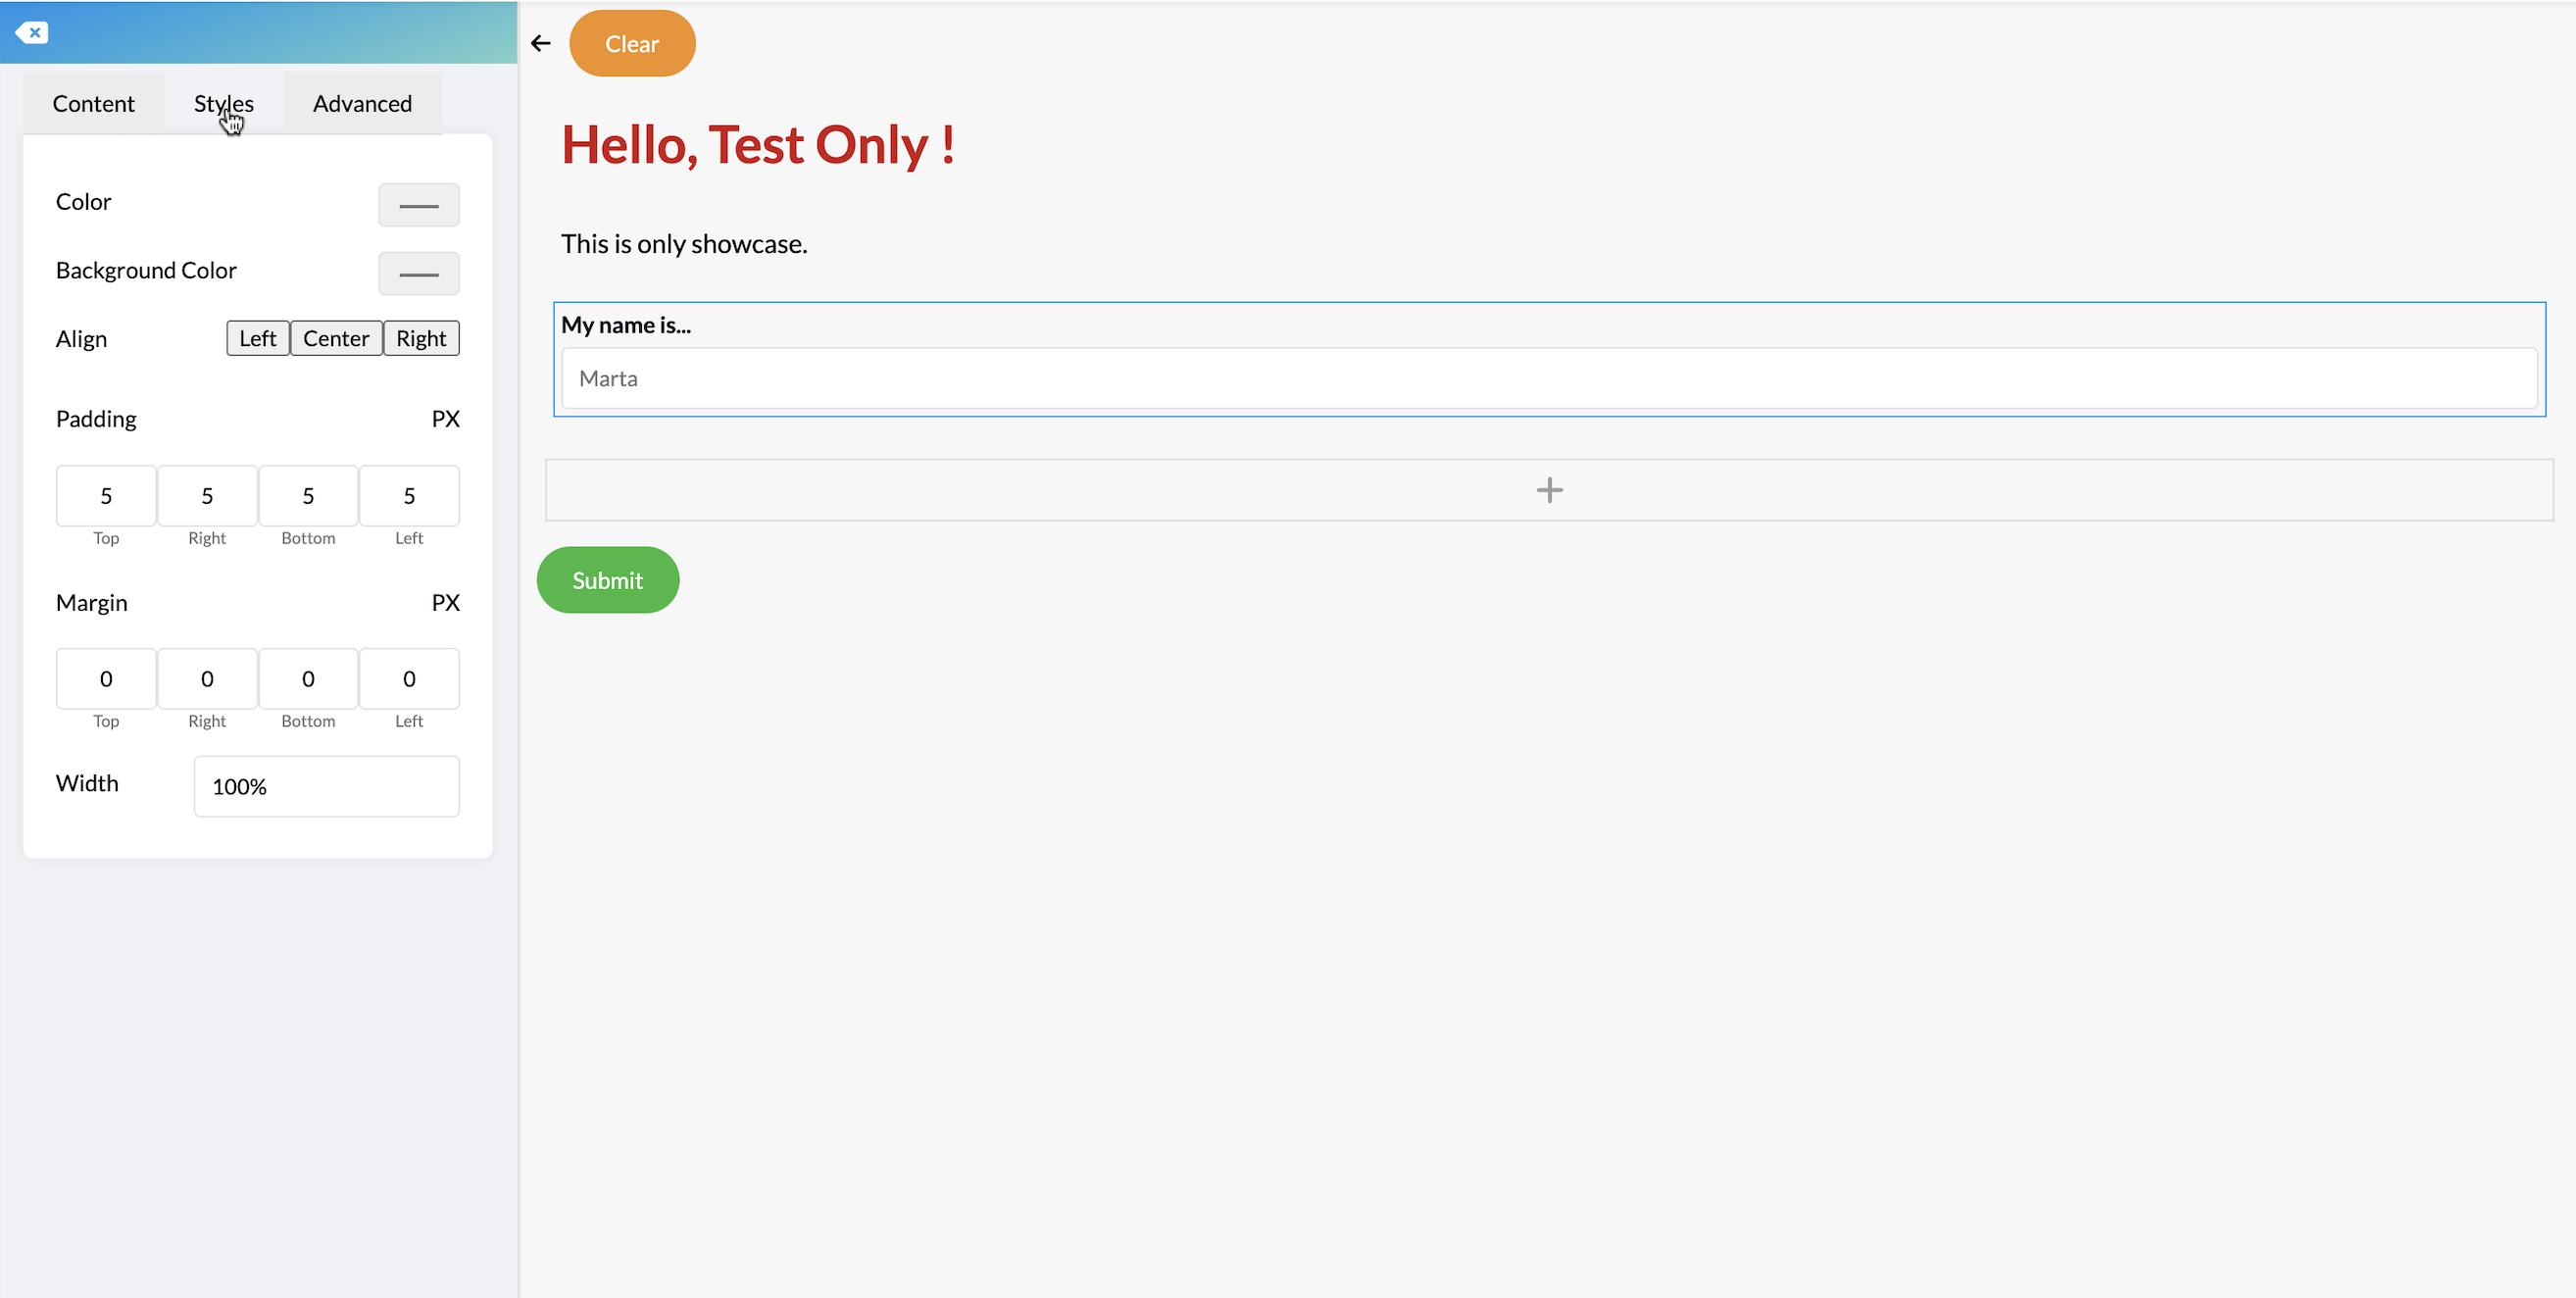 Content Styles Advanced
Color
Background Color
Align Left Center Right
Padding PX
5 5 5 5
Top Right Bottom Left
Margin PX
0 0 0 0
Top Right Bottom Left
Width 100%
Clear
Hello, Test Only !
This is only showcase.
My name is...
Marta
Submit